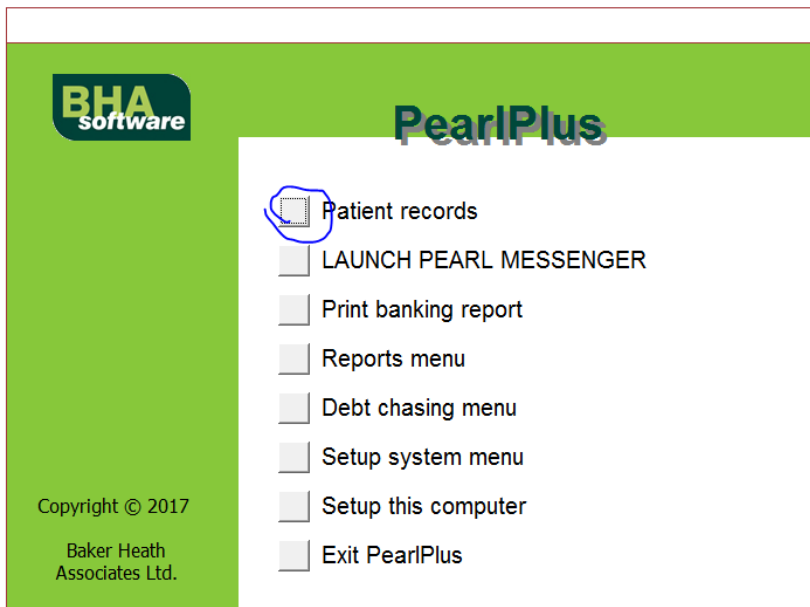 BHA
software
PearlPlus
Patient records
LAUNCH PEARL MESSENGER
Print banking report
Reports menu
Debt chasing menu
Setup system menu
Setup this computer
Exit PearlPlus
Copyright © 2017
Baker Heath
Associates Ltd.